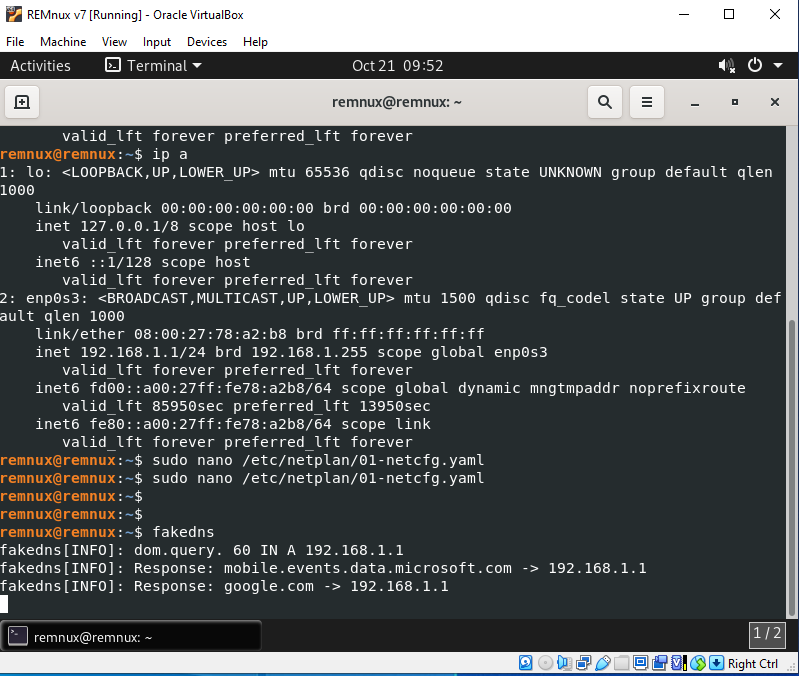 REMnux v7 [Running] - Oracle VirtualBox
File Machine View Input Devices Help
Activities Terminal Oct 21 09:52
remnux@remnux: ~
valid_lft forever preferred_lft forever
remnux@remnux:~$ ip a
1: lo: <LOOPBACK,UP,LOWER_UP> mtu 65536 qdisc noqueue state UNKNOWN group default qlen
1000
link/loopback 00:00:00:00:00:00 brd 00:00:00:00:00:00
inet 127.0.0.1/8 scope host lo
valid_lft forever preferred_lft forever
inet6 ::1/128 scope host
valid_lft forever preferred_lft forever
2: enp0s3: <BROADCAST,MULTICAST,UP,LOWER_UP> mtu 1500 qdisc fq_codel state UP group def
ault qlen 1000
link/ether 08:00:27:78:a2:b8 brd ff:ff:ff:ff:ff:ff
inet 192.168.1.1/24 brd 192.168.1.255 scope global enp0s3
valid_lft forever preferred_lft forever
inet6 fd00::a00:27ff:fe78:a2b8/64 scope global dynamic mngtmpaddr noprefixroute
valid_lft 85950sec preferred_lft 13950sec
inet6 fe80::a00:27ff:fe78:a2b8/64 scope link
valid_lft forever preferred_lft forever
remnux@remnux:~$ sudo nano /etc/netplan/01-netcfg.yaml
remnux@remnux:~$ sudo nano /etc/netplan/01-netcfg.yaml
remnux@remnux:~$
remnux@remnux:~$
remnux@remnux:~$ fakedns
fakedns[INFO]: dom.query. 60 IN A 192.168.1.1
fakedns[INFO]: Response: mobile.events.data.microsoft.com -> 192.168.1.1
fakedns[INFO]: Response: google.com -> 192.168.1.1
remnux@remnux: ~
1 / 2
Right Ctrl